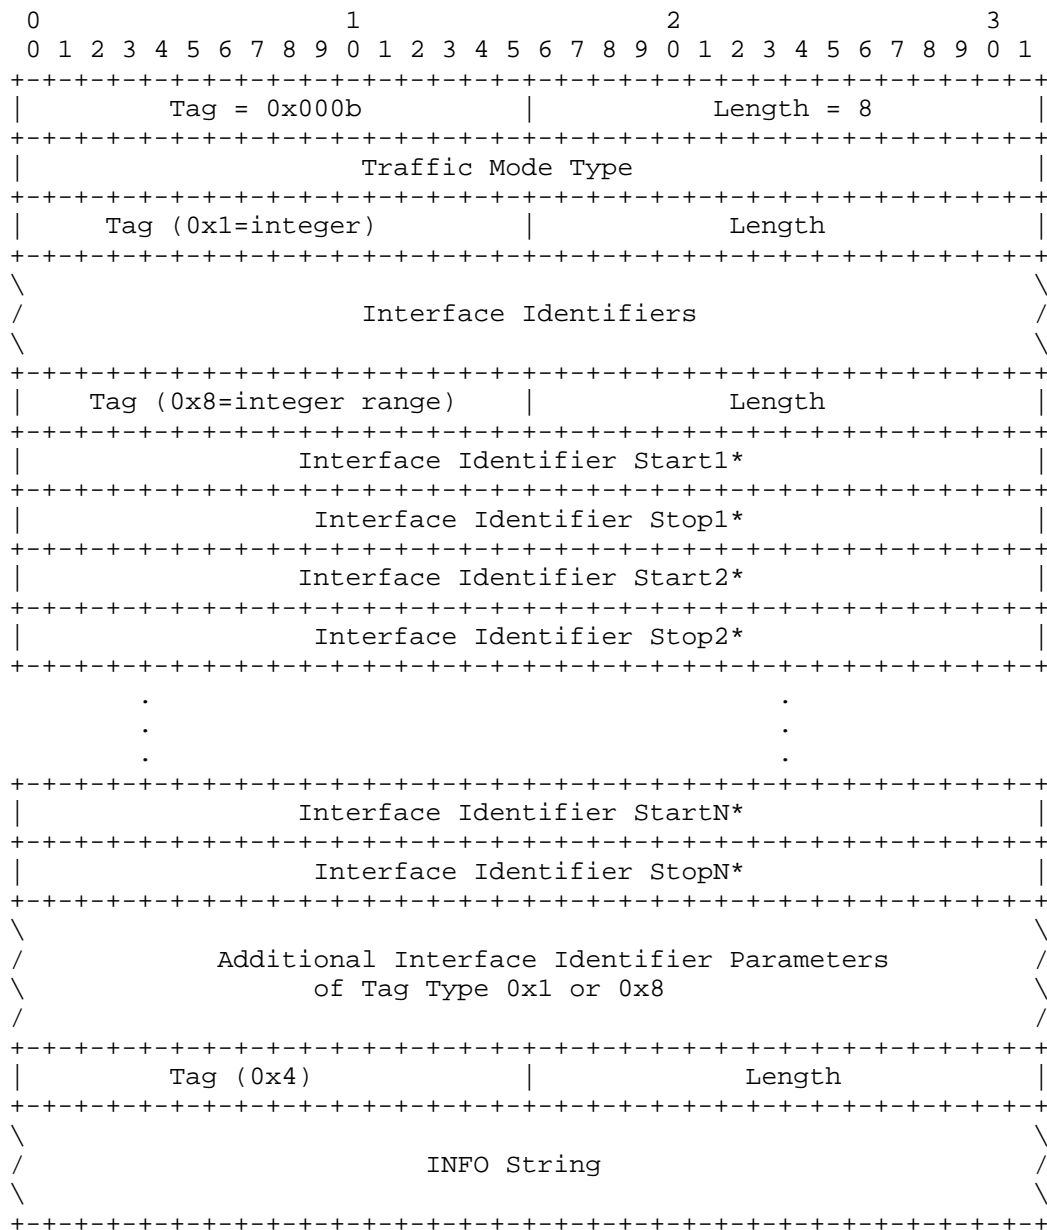 0                   1                   2                   3
 0 1 2 3 4 5 6 7 8 9 0 1 2 3 4 5 6 7 8 9 0 1 2 3 4 5 6 7 8 9 0 1
+-+-+-+-+-+-+-+-+-+-+-+-+-+-+-+-+-+-+-+-+-+-+-+-+-+-+-+-+-+-+-+-+
|         Tag = 0x000b          |           Length = 8          |
+-+-+-+-+-+-+-+-+-+-+-+-+-+-+-+-+-+-+-+-+-+-+-+-+-+-+-+-+-+-+-+-+
|                     Traffic Mode Type                         |
+-+-+-+-+-+-+-+-+-+-+-+-+-+-+-+-+-+-+-+-+-+-+-+-+-+-+-+-+-+-+-+-+
|     Tag (0x1=integer)         |            Length             |
+-+-+-+-+-+-+-+-+-+-+-+-+-+-+-+-+-+-+-+-+-+-+-+-+-+-+-+-+-+-+-+-+
\                                                               \
/                     Interface Identifiers                     /
\                                                               \
+-+-+-+-+-+-+-+-+-+-+-+-+-+-+-+-+-+-+-+-+-+-+-+-+-+-+-+-+-+-+-+-+
|    Tag (0x8=integer range)    |            Length             |
+-+-+-+-+-+-+-+-+-+-+-+-+-+-+-+-+-+-+-+-+-+-+-+-+-+-+-+-+-+-+-+-+
|                 Interface Identifier Start1*                  |
+-+-+-+-+-+-+-+-+-+-+-+-+-+-+-+-+-+-+-+-+-+-+-+-+-+-+-+-+-+-+-+-+
|                  Interface Identifier Stop1*                  |
+-+-+-+-+-+-+-+-+-+-+-+-+-+-+-+-+-+-+-+-+-+-+-+-+-+-+-+-+-+-+-+-+
|                 Interface Identifier Start2*                  |
+-+-+-+-+-+-+-+-+-+-+-+-+-+-+-+-+-+-+-+-+-+-+-+-+-+-+-+-+-+-+-+-+
|                  Interface Identifier Stop2*                  |
+-+-+-+-+-+-+-+-+-+-+-+-+-+-+-+-+-+-+-+-+-+-+-+-+-+-+-+-+-+-+-+-+
        .                                       .
        .                                       .
        .                                       .
+-+-+-+-+-+-+-+-+-+-+-+-+-+-+-+-+-+-+-+-+-+-+-+-+-+-+-+-+-+-+-+-+
|                 Interface Identifier StartN*                  |
+-+-+-+-+-+-+-+-+-+-+-+-+-+-+-+-+-+-+-+-+-+-+-+-+-+-+-+-+-+-+-+-+
|                  Interface Identifier StopN*                  |
+-+-+-+-+-+-+-+-+-+-+-+-+-+-+-+-+-+-+-+-+-+-+-+-+-+-+-+-+-+-+-+-+
\                                                               \
/            Additional Interface Identifier Parameters         /
\                  of Tag Type 0x1 or 0x8                       \
/                                                               /
+-+-+-+-+-+-+-+-+-+-+-+-+-+-+-+-+-+-+-+-+-+-+-+-+-+-+-+-+-+-+-+-+
|         Tag (0x4)             |             Length            |
+-+-+-+-+-+-+-+-+-+-+-+-+-+-+-+-+-+-+-+-+-+-+-+-+-+-+-+-+-+-+-+-+
\                                                               \
/                         INFO String                           /
\                                                               \
+-+-+-+-+-+-+-+-+-+-+-+-+-+-+-+-+-+-+-+-+-+-+-+-+-+-+-+-+-+-+-+-+